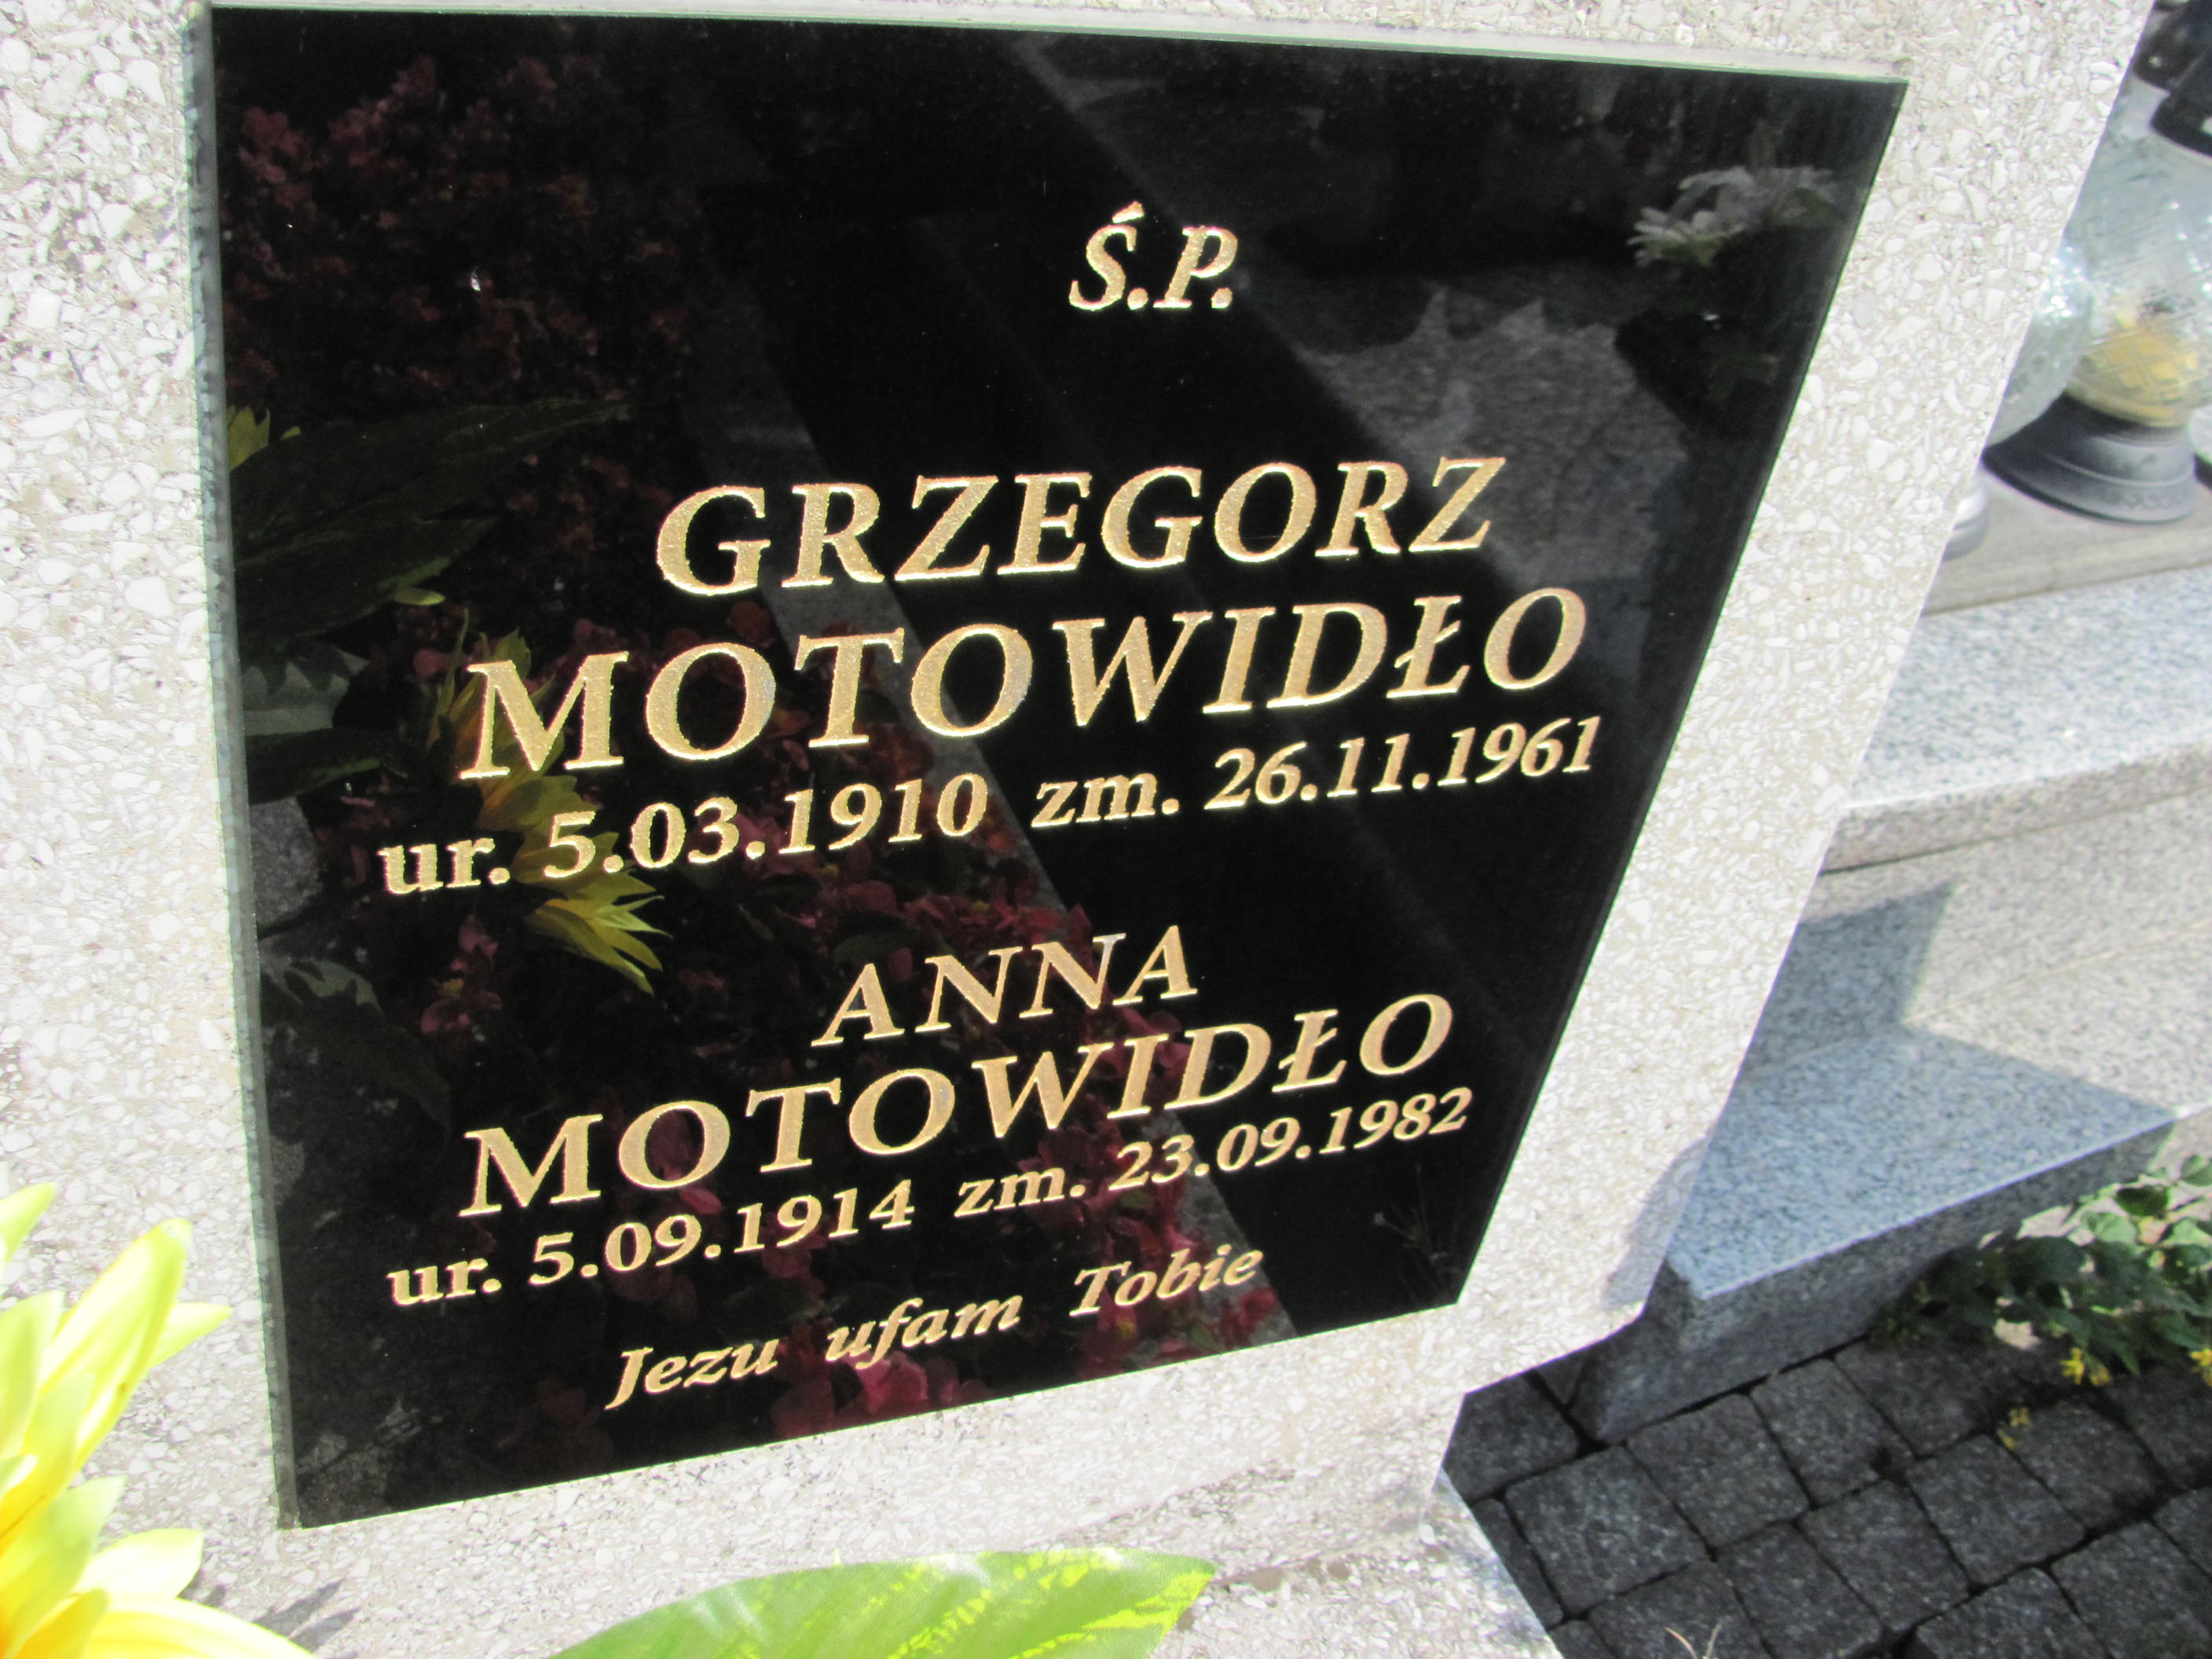 Ś.P.
GRZEGORZ
MOTOWIDŁO
ur. 5.03.1910 zm. 26.11.1961
ANNA
MOTOWIDŁO
ur. 5.09.1914 zm. 23.09.1982
Jezu ufam Tobie